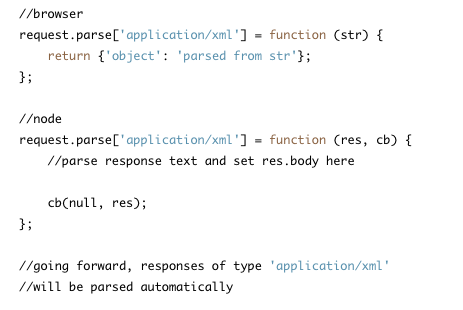 //browser
request.parse['application/xml'] = function (str) {
    return {'object': 'parsed from str'};
};

//node
request.parse['application/xml'] = function (res, cb) {
    //parse response text and set res.body here

    cb(null, res);
};

//going forward, responses of type 'application/xml'
//will be parsed automatically